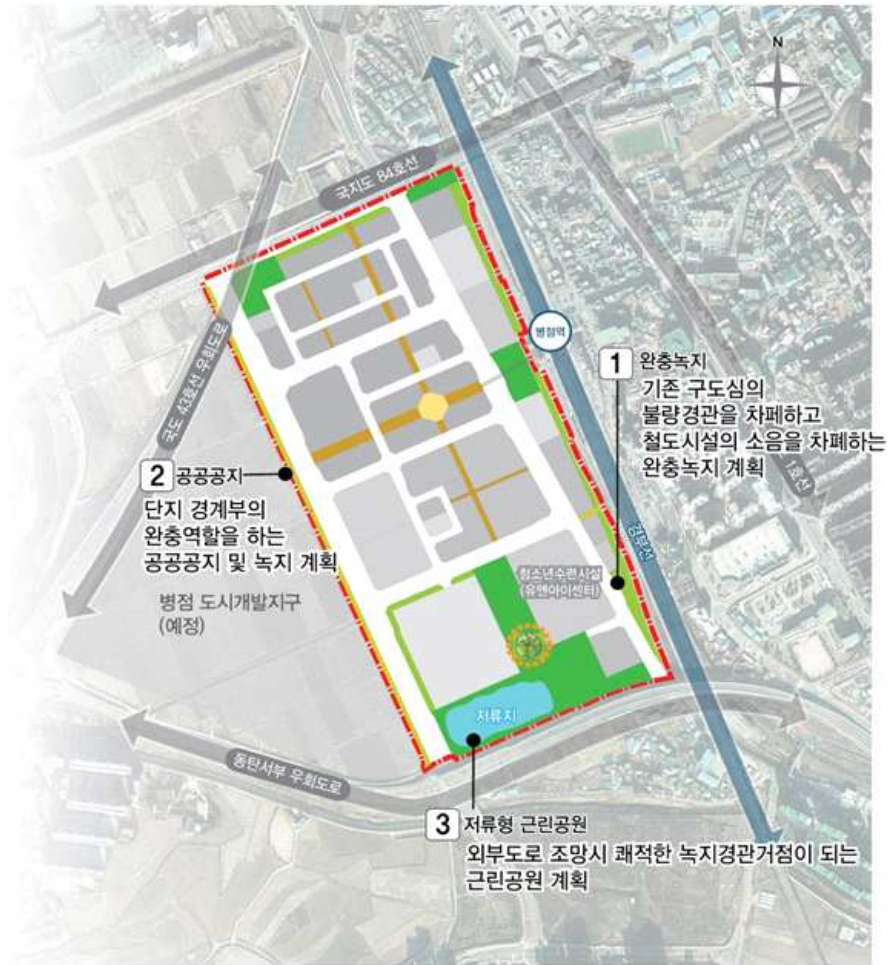 N
국지도 84호선
병점역
1 완충녹지
기존 구도심의
불량경관을 차폐하고
철도시설의 소음을 차폐하는
완충녹지 계획
1호선
국도 43호선 우회도로
2 공공공지
단지 경계부의
완충역할을 하는
공공공지 및 녹지 계획
경부선
청소년수련시설
(유앤아이센터)
병점 도시개발지구
(예정)
저류지
동탄서부 우회도로
3 저류형 근린공원
외부도로 조망시 쾌적한 녹지경관거점이 되는
근린공원 계획